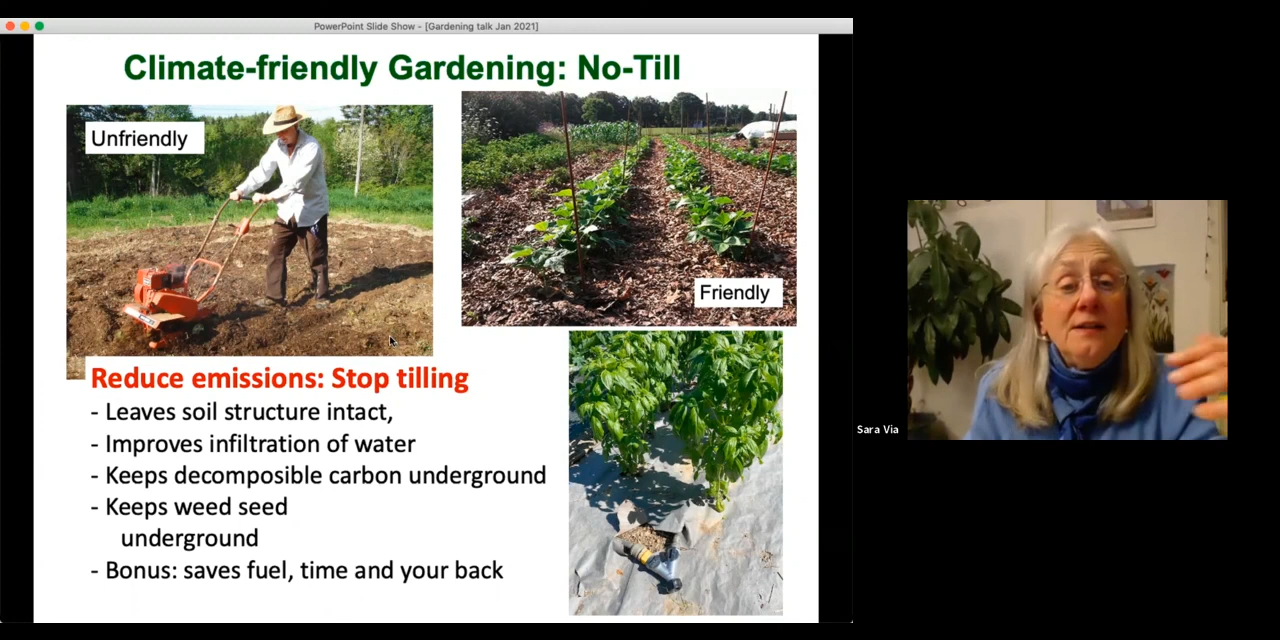 PowerPoint Slide Show - [Gardening talk Jan 2021]
Climate-friendly Gardening: No-Till
Unfriendly
Friendly
Reduce emissions: Stop tilling
- Leaves soil structure intact,
- Improves infiltration of water
- Keeps decomposible carbon underground
- Keeps weed seed
underground
- Bonus: saves fuel, time and your back
Sara Via